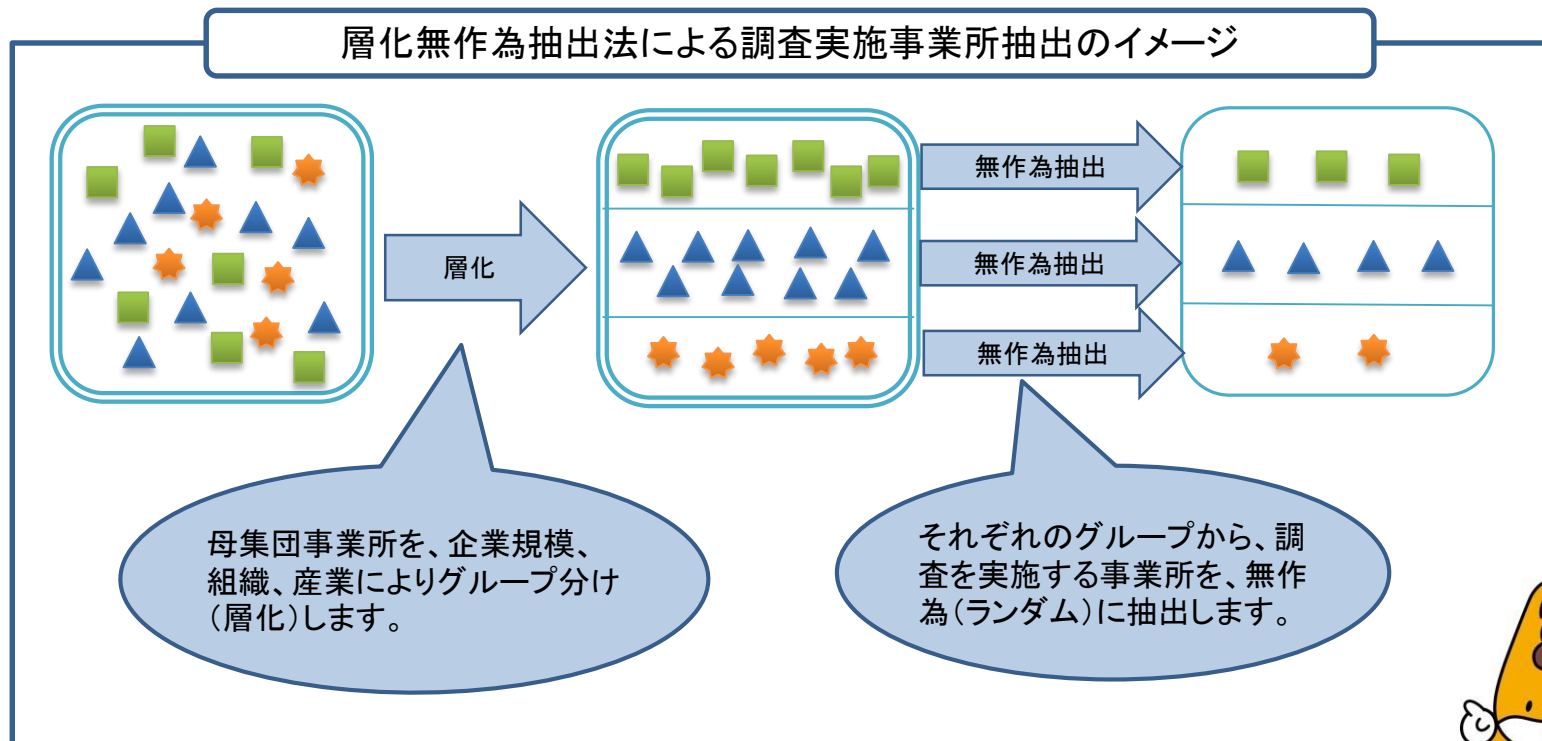 層化無作為抽出法による調査実施事業所抽出のイメージ
層化
無作為抽出
無作為抽出
無作為抽出
母集団事業所を、企業規模、
組織、産業によりグループ分け
（層化）します。
それぞれのグループから、調
査を実施する事業所を、無作
為（ランダム）に抽出します。